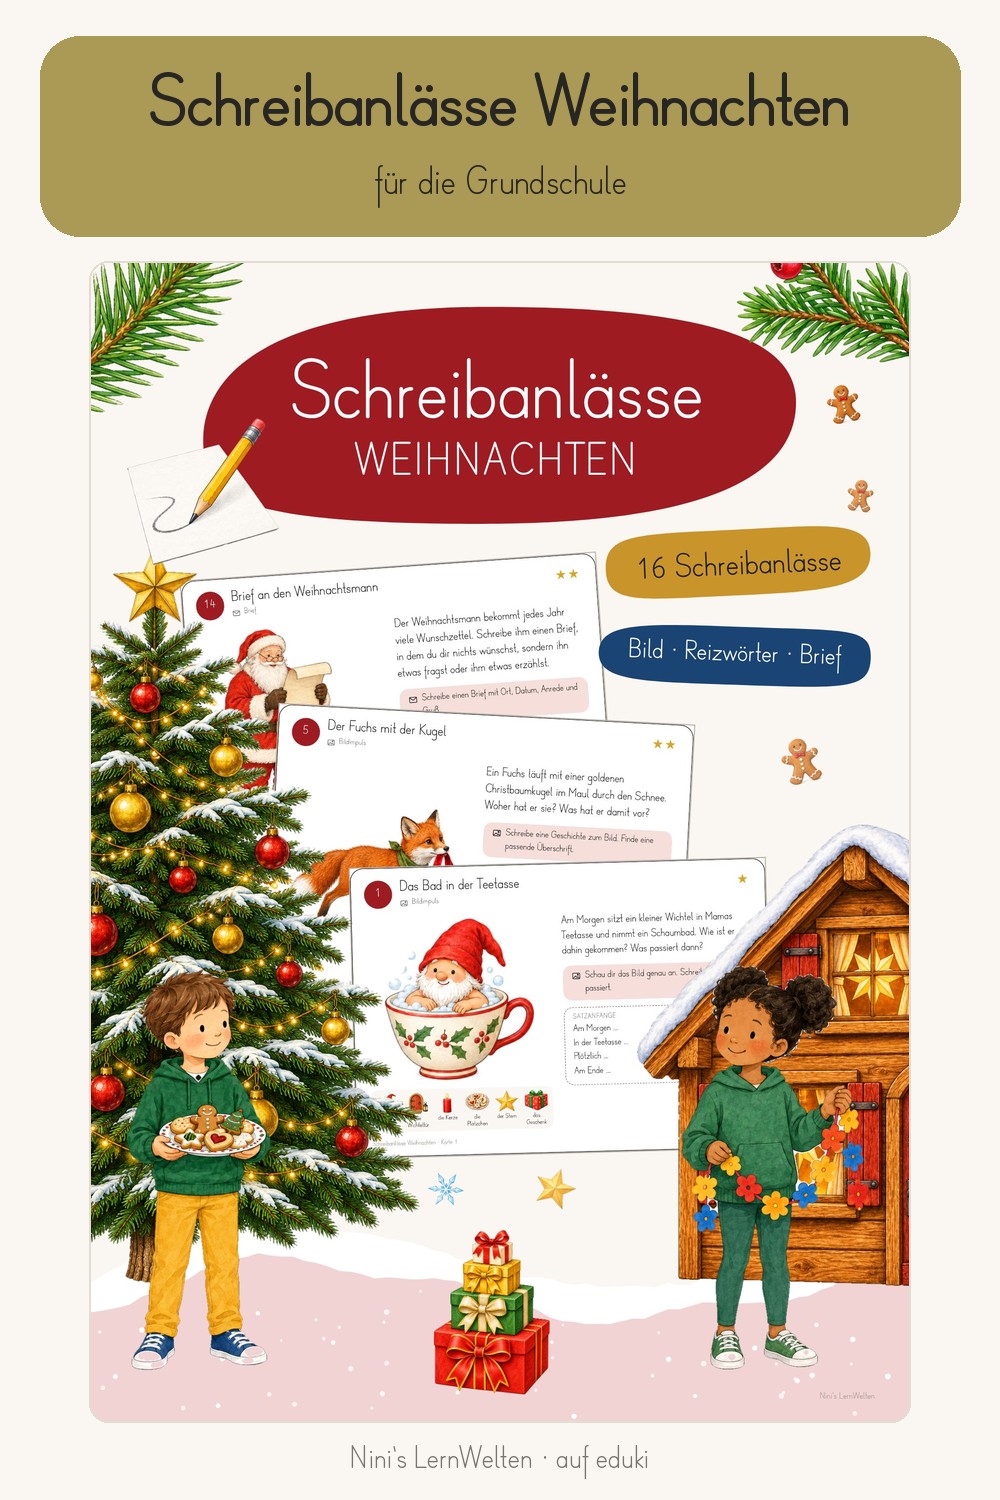 Schreibanlässe Weihnachten
für die Grundschule
Schreibanlässe
WEIHNACHTEN
16 Schreibanlässe
Bild · Reizwörter · Brief
14
Brief an den Weihnachtsmann
Brief
Der Weihnachtsmann bekommt jedes Jahr
viele Wunschzettel. Schreibe ihm einen Brief,
in dem du dir nichts wünschst, sondern ihn
etwas fragst oder ihm etwas erzählst.
Schreibe einen Brief mit Ort, Datum, Anrede und
5
Der Fuchs mit der Kugel
Bildimpuls
Ein Fuchs läuft mit einer goldenen
Christbaumkugel im Maul durch den Schnee.
Woher hat er sie? Was hat er damit vor?
Schreibe eine Geschichte zum Bild. Finde eine
passende Überschrift.
1
Das Bad in der Teetasse
Bildimpuls
Am Morgen sitzt ein kleiner Wichtel in Mamas
Teetasse und nimmt ein Schaumbad. Wie ist er
dahin gekommen? Was passiert dann?
Schau dir das Bild genau an.
passiert.
SATZANFÄNGE
Am Morgen ...
In der Teetasse ...
Plötzlich ...
Am Ende ...
die Kerze
die
Plätzchen
der Stern
das
Geschenk
Weihnachten · Karte 1
Nini's LernWelten
Nini's LernWelten · auf eduki